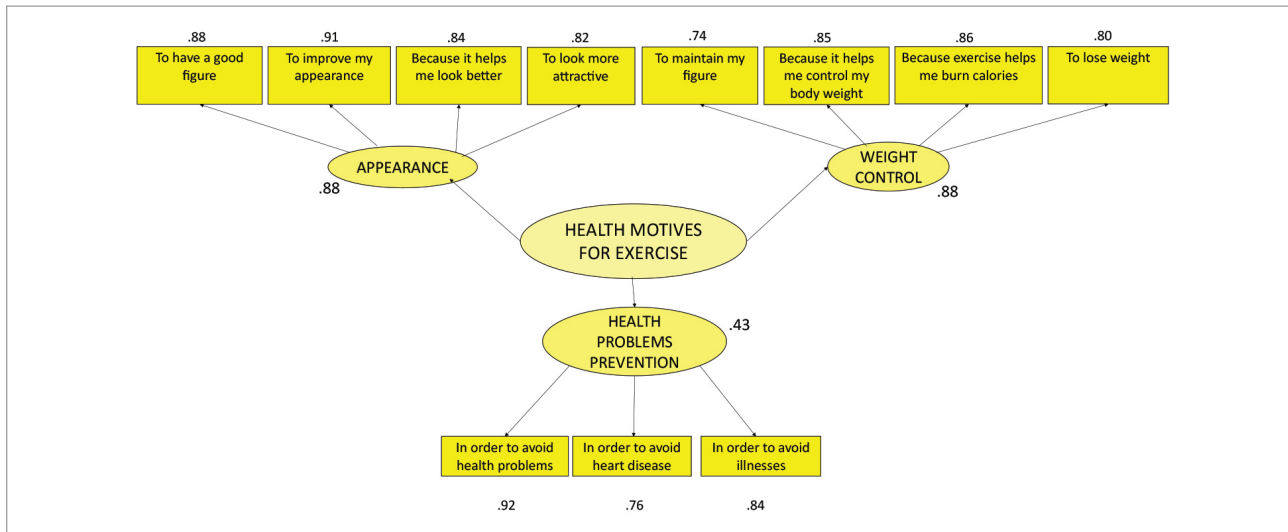 .88
.91
.84
.82
.74
.85
.86
.80
To have a good
figure
To improve my
appearance
Because it helps
me look better
To look more
attractive
To maintain my
figure
Because it helps
me control my
body weight
Because exercise helps
me burn calories
To lose weight
APPEARANCE
.88
WEIGHT
CONTROL
.88
HEALTH MOTIVES
FOR EXERCISE
HEALTH
PROBLEMS
PREVENTION
.43
In order to avoid
health problems
In order to avoid
heart disease
In order to avoid
illnesses
.92
.76
.84